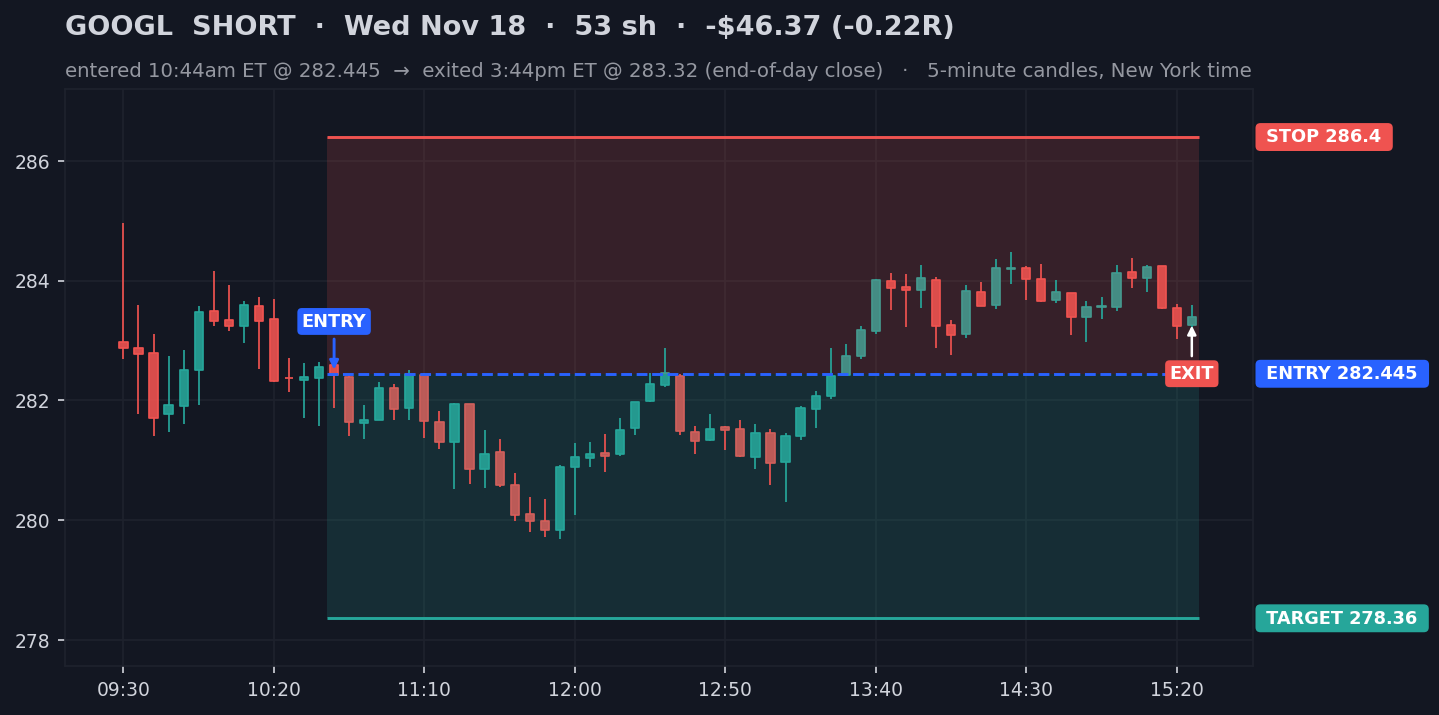 GOOGL SHORT · Wed Nov 18 · 53 sh · -$46.37 (-0.22R)
entered 10:44am ET @ 282.445 → exited 3:44pm ET @ 283.32 (end-of-day close) · 5-minute candles, New York time
STOP 286.4
286
284
ENTRY
EXIT
ENTRY 282.445
282
280
TARGET 278.36
278
09:30 10:20 11:10 12:00 12:50 13:40 14:30 15:20